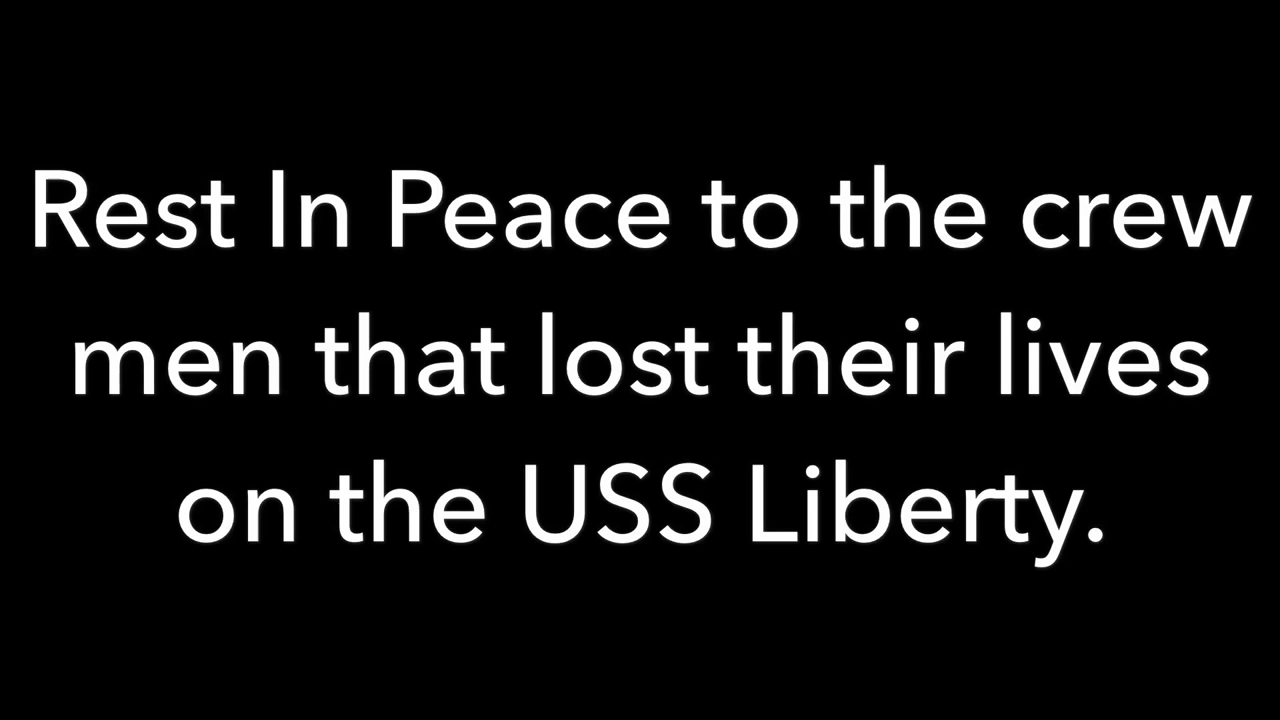 Rest In Peace to the crew
men that lost their lives
on the USS Liberty.